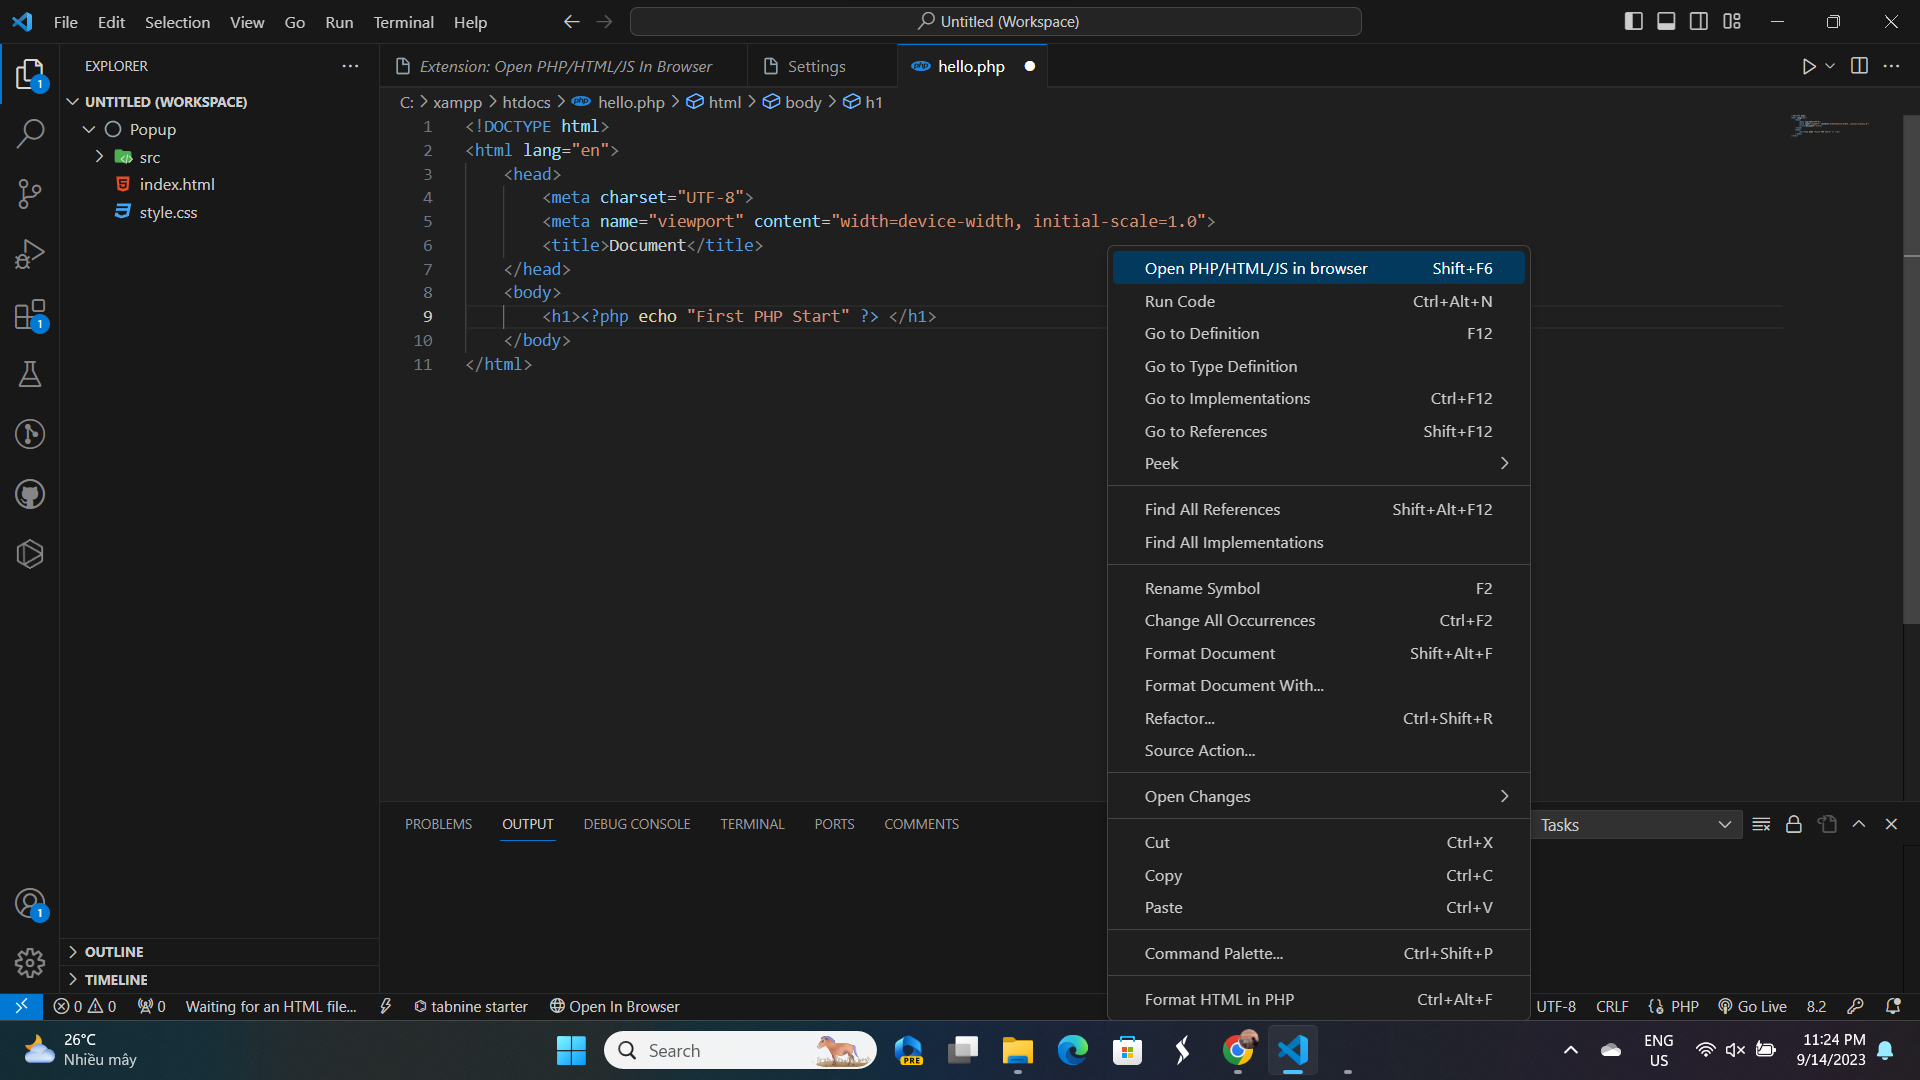 File Edit Selection View Go Run Terminal Help
Untitled (Workspace)
EXPLORER
Extension: Open PHP/HTML/JS In Browser
Settings
hello.php
UNTITLED (WORKSPACE)
Popup
src
index.html
style.css
C: > xampp > htdocs > hello.php > html > body > h1
1 <!DOCTYPE html>
2 <html lang="en">
3 <head>
4 <meta charset="UTF-8">
5 <meta name="viewport" content="width=device-width, initial-scale=1.0">
6 <title>Document</title>
7 </head>
8 <body>
9 <h1><?php echo "First PHP Start" ?> </h1>
10 </body>
11 </html>
Open PHP/HTML/JS in browser Shift+F6
Run Code Ctrl+Alt+N
Go to Definition F12
Go to Type Definition
Go to Implementations Ctrl+F12
Go to References Shift+F12
Peek
Find All References Shift+Alt+F12
Find All Implementations
Rename Symbol F2
Change All Occurrences Ctrl+F2
Format Document Shift+Alt+F
Format Document With...
Refactor... Ctrl+Shift+R
Source Action...
Open Changes
Cut Ctrl+X
Copy Ctrl+C
Paste Ctrl+V
Command Palette... Ctrl+Shift+P
Format HTML in PHP Ctrl+Alt+F
PROBLEMS OUTPUT DEBUG CONSOLE TERMINAL PORTS COMMENTS
Tasks
1
1
1
OUTLINE
TIMELINE
0 0 0 Waiting for an HTML file... tabnine starter Open In Browser
UTF-8 CRLF PHP Go Live 8.2
26°C
Nhiều mây
Search
PRE
ENG
US
11:24 PM
9/14/2023